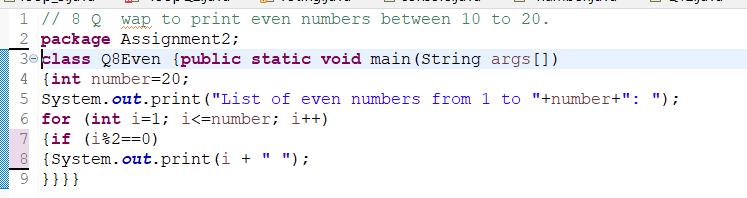 1 // 8 Q  wap to print even numbers between 10 to 20.
2 package Assignment2;
3 class Q8Even {public static void main(String args[])
4 {int number=20;
5 System.out.print("List of even numbers from 1 to "+number+": ");
6 for (int i=1; i<=number; i++)
7 {if (i%2==0)
8 {System.out.print(i + " ");
9 }}}}